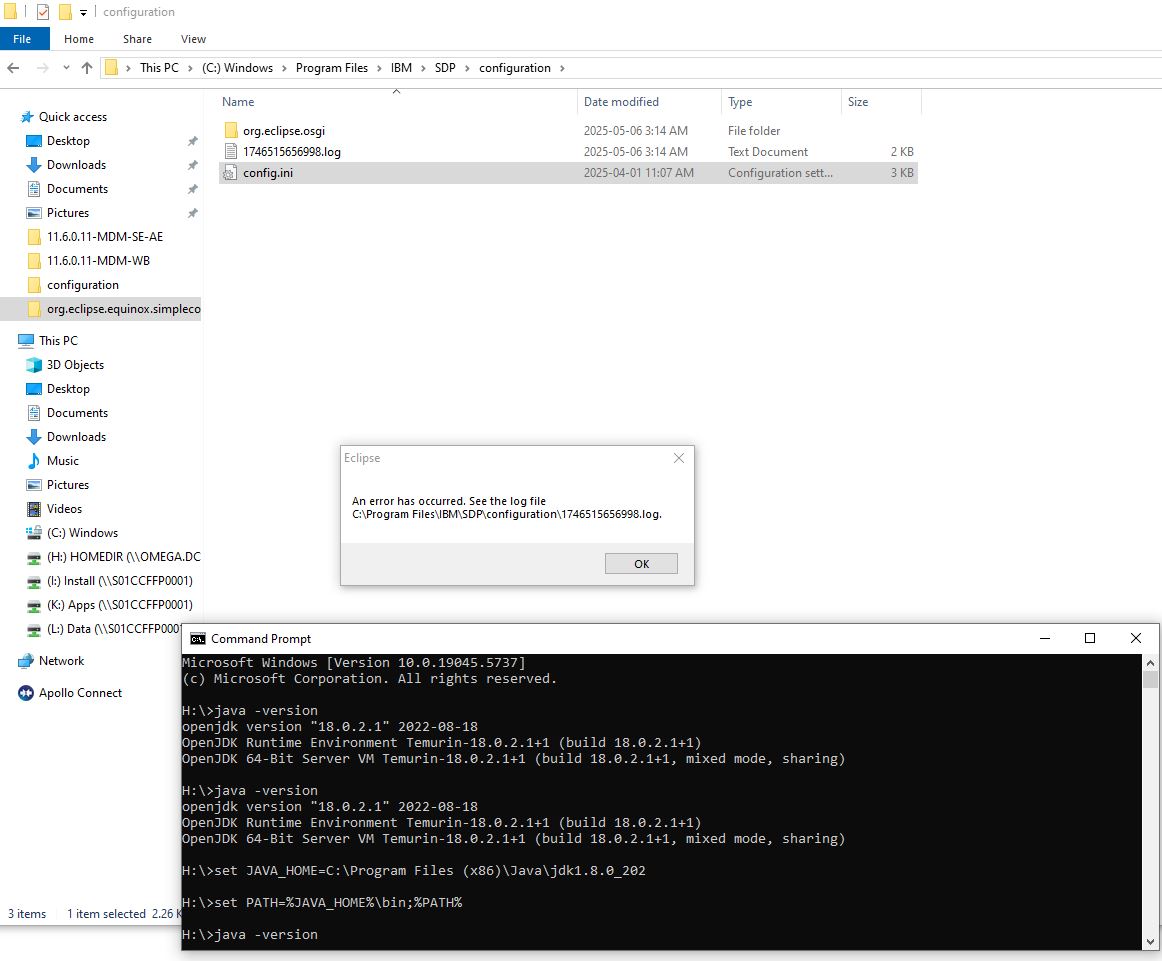 configuration
File Home Share View
This PC > (C:) Windows > Program Files > IBM > SDP > configuration >
Name Date modified Type Size
org.eclipse.osgi 2025-05-06 3:14 AM File folder
1746515656998.log 2025-05-06 3:14 AM Text Document 2 KB
config.ini 2025-04-01 11:07 AM Configuration sett... 3 KB
Quick access
Desktop
Downloads
Documents
Pictures
11.6.0.11-MDM-SE-AE
11.6.0.11-MDM-WB
configuration
org.eclipse.equinox.simpleco
This PC
3D Objects
Desktop
Documents
Downloads
Music
Pictures
Videos
(C:) Windows
(H:) HOMEDIR (\\OMEGA.DC
(I:) Install (\\S01CCFFP0001)
(K:) Apps (\\S01CCFFP0001)
(L:) Data (\\S01CCFFP0001
Network
Apollo Connect
3 items 1 item selected 2.26 K
Eclipse
An error has occurred. See the log file
C:\Program Files\IBM\SDP\configuration\1746515656998.log.
OK
Command Prompt
Microsoft Windows [Version 10.0.19045.5737]
(c) Microsoft Corporation. All rights reserved.
H:\>java -version
openjdk version "18.0.2.1" 2022-08-18
OpenJDK Runtime Environment Temurin-18.0.2.1+1 (build 18.0.2.1+1)
OpenJDK 64-Bit Server VM Temurin-18.0.2.1+1 (build 18.0.2.1+1, mixed mode, sharing)
H:\>java -version
openjdk version "18.0.2.1" 2022-08-18
OpenJDK Runtime Environment Temurin-18.0.2.1+1 (build 18.0.2.1+1)
OpenJDK 64-Bit Server VM Temurin-18.0.2.1+1 (build 18.0.2.1+1, mixed mode, sharing)
H:\>set JAVA_HOME=C:\Program Files (x86)\Java\jdk1.8.0_202
H:\>set PATH=%JAVA_HOME%\bin;%PATH%
H:\>java -version